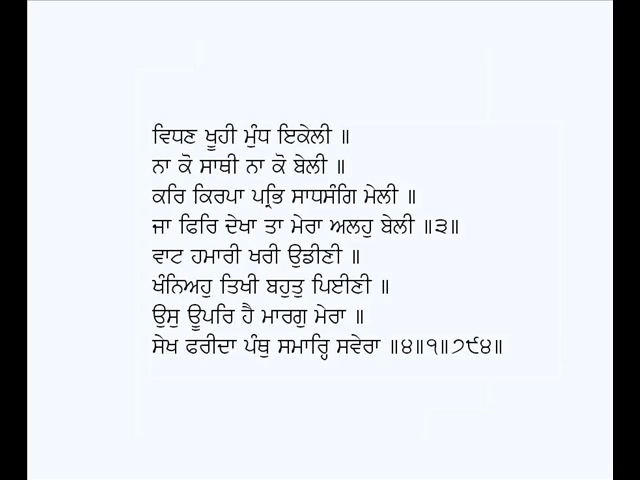 ਵਿਧਣ ਖੂਹੀ ਮੁੰਧ ਇਕੇਲੀ ॥
ਨਾ ਕੋ ਸਾਥੀ ਨਾ ਕੋ ਬੇਲੀ ॥
ਕਰਿ ਕਿਰਪਾ ਪ੍ਰਭਿ ਸਾਧਸੰਗਿ ਮੇਲੀ ॥
ਜਾ ਫਿਰਿ ਦੇਖਾ ਤਾ ਮੇਰਾ ਅਲਹੁ ਬੇਲੀ ॥੩॥
ਵਾਟ ਹਮਾਰੀ ਖਰੀ ਉਡੀਣੀ ॥
ਖੰਨਿਅਹੁ ਤਿਖੀ ਬਹੁਤੁ ਪਿਈਣੀ ॥
ਉਸੁ ਊਪਰਿ ਹੈ ਮਾਰਗੁ ਮੇਰਾ ॥
ਸੇਖ ਫਰੀਦਾ ਪੰਥੁ ਸਮਾਰ੍ਹਿ ਸਵੇਰਾ ॥੪॥੧॥੭੯੪॥